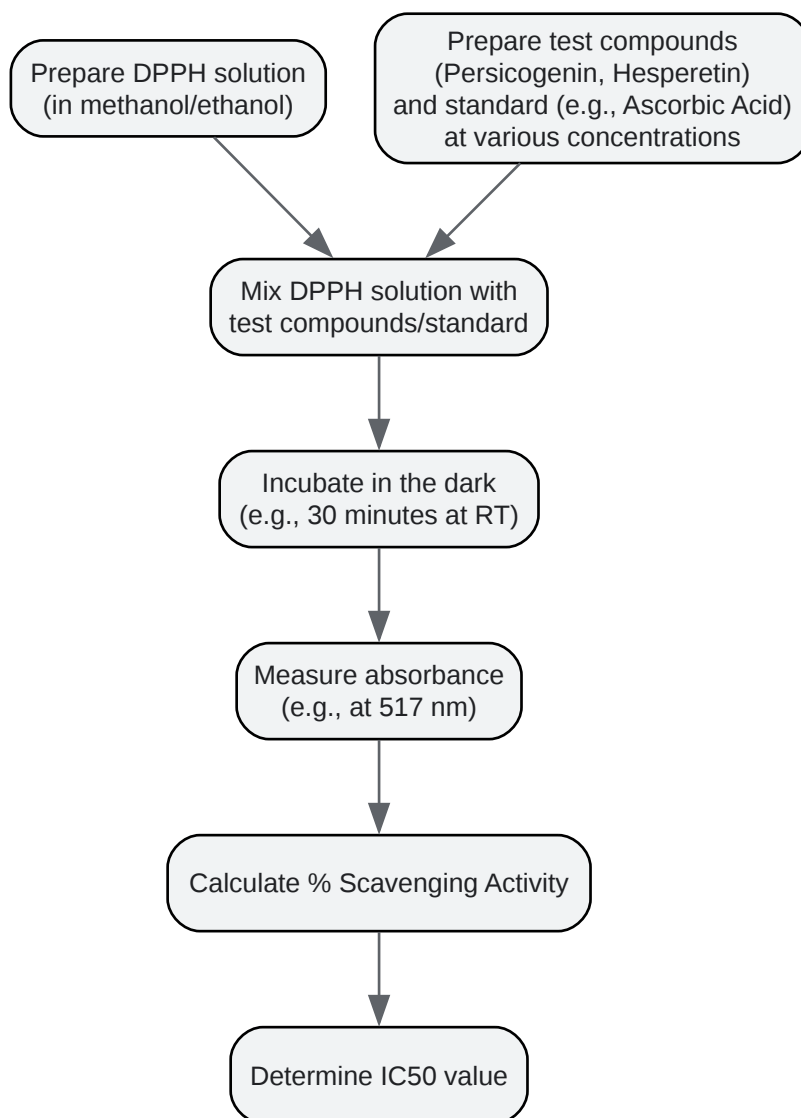 Prepare DPPH solution
(in methanol/ethanol)
Prepare test compounds
(Persicogenin, Hesperetin)
and standard (e.g., Ascorbic Acid)
at various concentrations
Mix DPPH solution with
test compounds/standard
Incubate in the dark
(e.g., 30 minutes at RT)
Measure absorbance
(e.g., at 517 nm)
Calculate % Scavenging Activity
Determine IC50 value